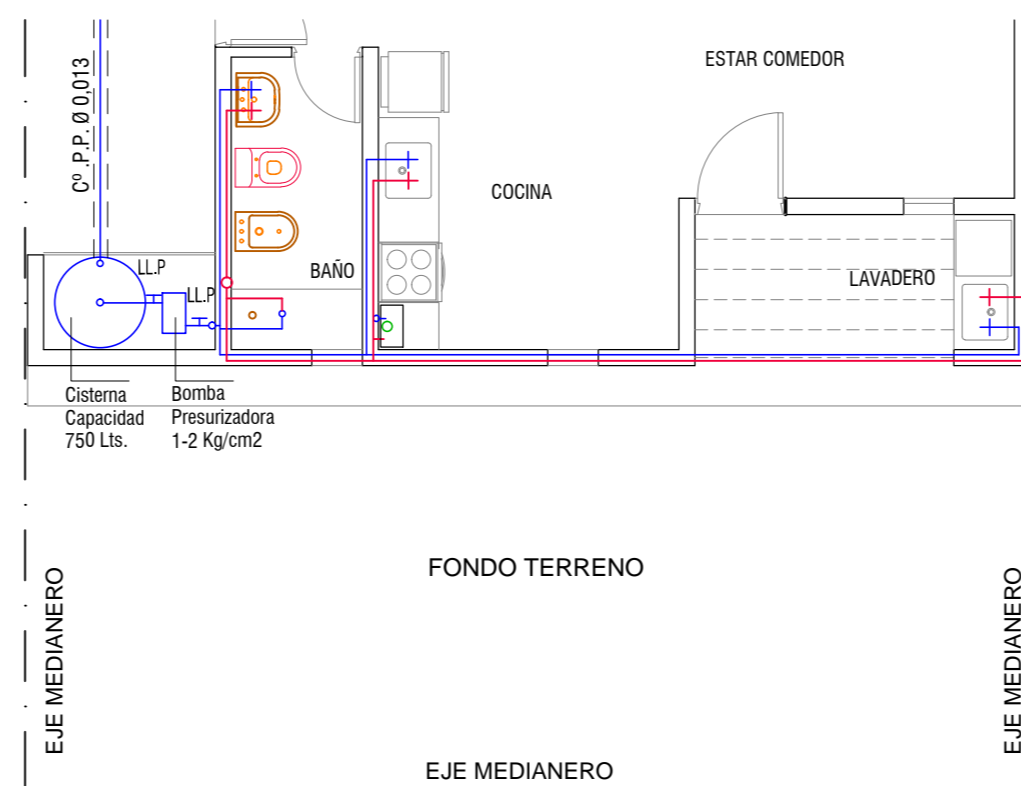 ESTAR COMEDOR
Cº. P.P. Ø 0,013
COCINA
LL.P
BAÑO
LAVADERO
LL.P
Cisterna
Capacidad
750 Lts.
Bomba
Presurizadora
1-2 Kg/cm2
FONDO TERRENO
EJE MEDIANERO
EJE MEDIANERO
EJE MEDIANERO